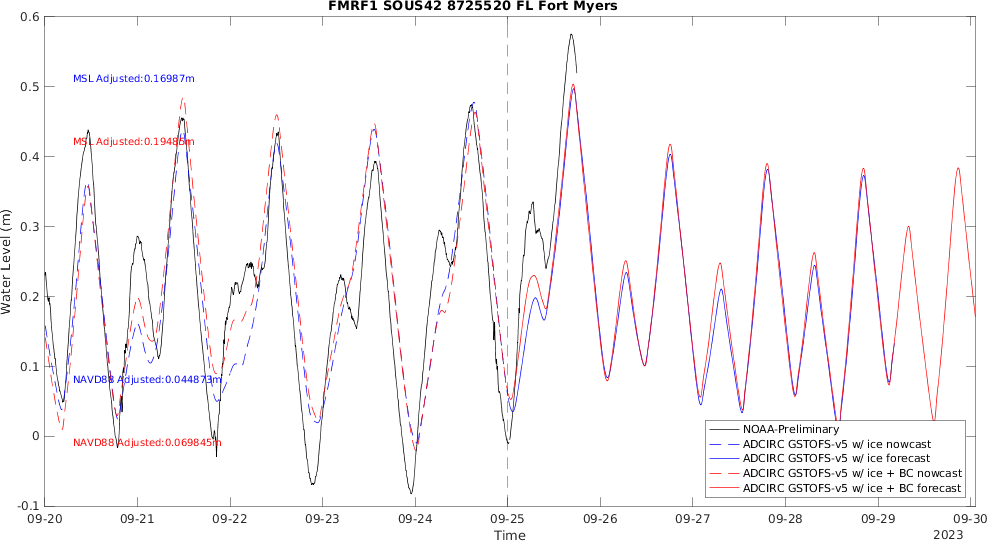 FMRF1 SOUS42 8725520 FL Fort Myers
Water Level (m)
0.6
0.5
0.4
0.3
0.2
0.1
0
-0.1
MSL Adjusted:0.16987m
MSL Adjusted:0.19485m
NAVD88 Adjusted:0.044873m
NAVD88 Adjusted:0.069845m
NOAA-Preliminary
ADCIRC GSTOFS-v5 w/ ice nowcast
ADCIRC GSTOFS-v5 w/ ice forecast
ADCIRC GSTOFS-v5 w/ ice + BC nowcast
ADCIRC GSTOFS-v5 w/ ice + BC forecast
09-20 09-21 09-22 09-23 09-24 09-25 09-26 09-27 09-28 09-29 09-30
Time
2023